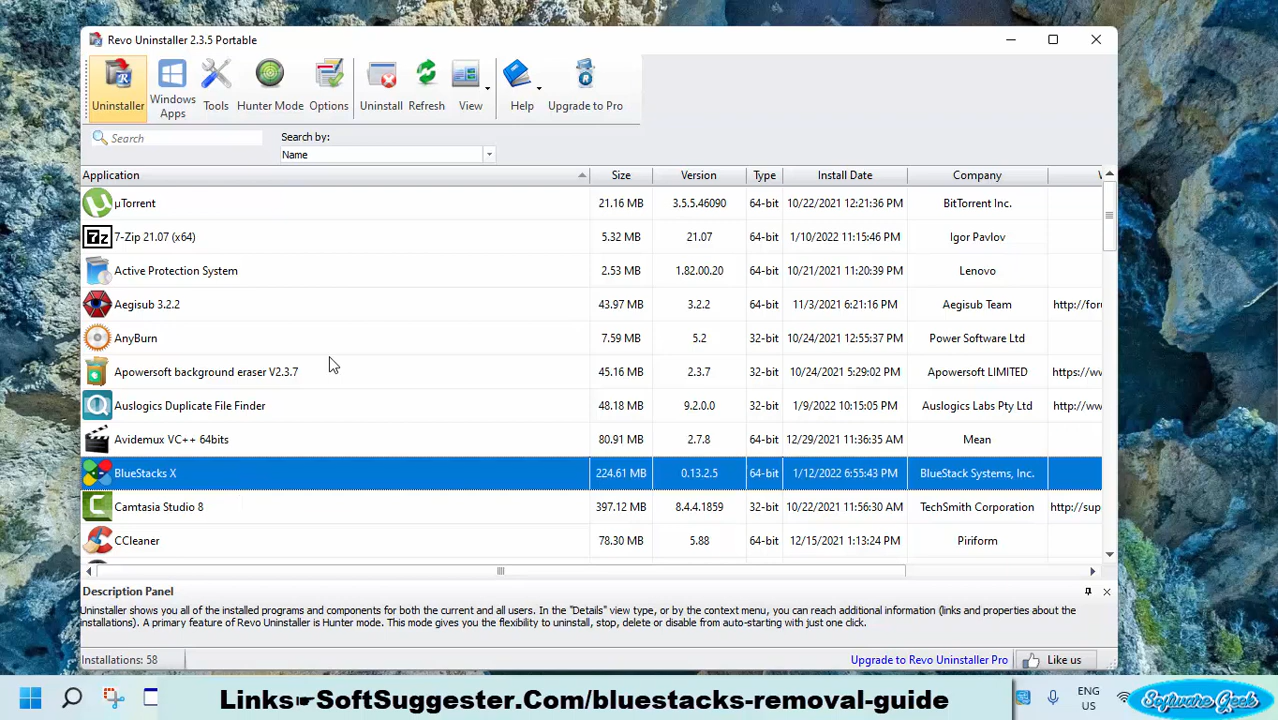 Revo Uninstaller 2.3.5 Portable
Uninstaller
Windows Apps
Tools
Hunter Mode
Options
Uninstall
Refresh
View
Help
Upgrade to Pro
Search
Search by:
Name
Application Size Version Type Install Date Company
µTorrent 21.16 MB 3.5.5.46090 64-bit 10/22/2021 12:21:36 PM BitTorrent Inc.
7-Zip 21.07 (x64) 5.32 MB 21.07 64-bit 1/10/2022 11:15:46 PM Igor Pavlov
Active Protection System 2.53 MB 1.82.00.20 64-bit 10/21/2021 11:20:39 PM Lenovo
Aegisub 3.2.2 43.97 MB 3.2.2 64-bit 11/3/2021 6:21:16 PM Aegisub Team http://foru
AnyBurn 7.59 MB 5.2 32-bit 10/24/2021 12:55:37 PM Power Software Ltd
Apowersoft background eraser V2.3.7 45.16 MB 2.3.7 32-bit 10/24/2021 5:29:02 PM Apowersoft LIMITED https://ww
Auslogics Duplicate File Finder 48.18 MB 9.2.0.0 32-bit 1/9/2022 10:15:05 PM Auslogics Labs Pty Ltd http://ww
Avidemux VC++ 64bits 80.91 MB 2.7.8 64-bit 12/29/2021 11:36:35 AM Mean
BlueStacks X 224.61 MB 0.13.2.5 64-bit 1/12/2022 6:55:43 PM BlueStack Systems, Inc.
Camtasia Studio 8 397.12 MB 8.4.4.1859 32-bit 10/22/2021 11:56:30 AM TechSmith Corporation http://sup
CCleaner 78.30 MB 5.88 64-bit 12/15/2021 1:13:24 PM Piriform
Description Panel
Uninstaller shows you all of the installed programs and components for both the current and all users. In the "Details" view type, or by the context menu, you can reach additional information (links and properties about the
installations). A primary feature of Revo Uninstaller is Hunter mode. This mode gives you the flexibility to uninstall, stop, delete or disable from auto-starting with just one click.
Installations: 58
Upgrade to Revo Uninstaller Pro
Like us
Links☛SoftSuggester.Com/bluestacks-removal-guide
ENG
US
Software Geek